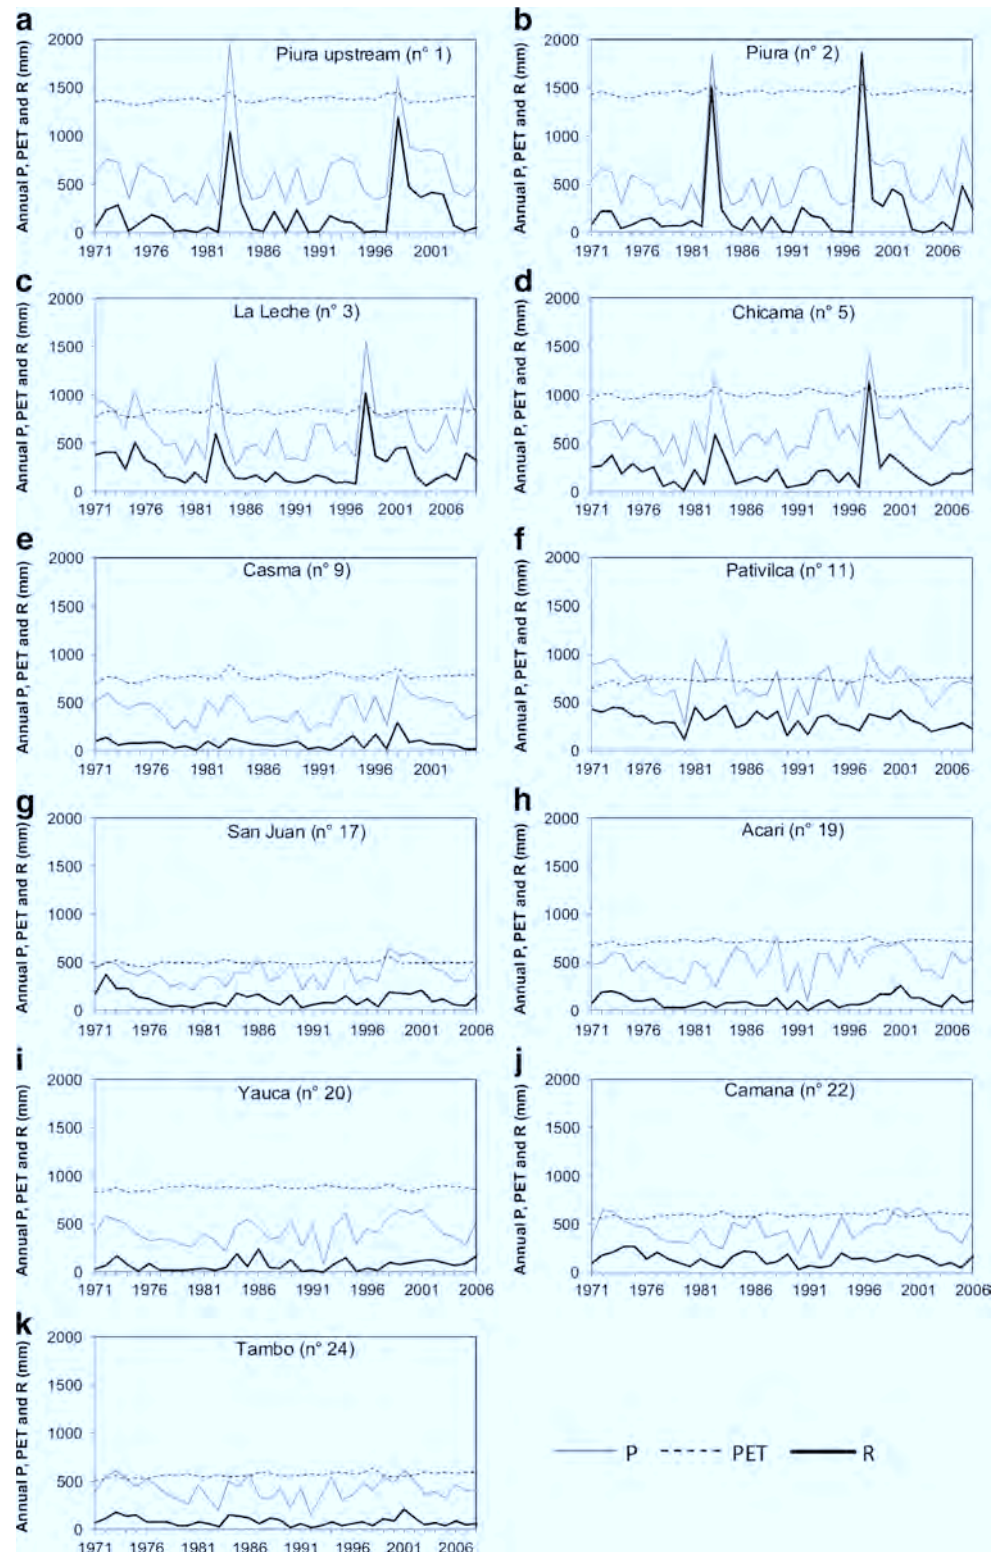 a
Annual P, PET and R (mm)
Piura upstream (n° 1)
2000
1500
1000
500
0
1971 1976 1981 1986 1991 1996 2001
b
Annual P, PET and R (mm)
Piura (n° 2)
2000
1500
1000
500
0
1971 1976 1981 1986 1991 1996 2001 2006
c
Annual P, PET and R (mm)
La Leche (n° 3)
2000
1500
1000
500
0
1971 1976 1981 1986 1991 1996 2001 2006
d
Annual P, PET and R (mm)
Chicama (n° 5)
2000
1500
1000
500
0
1971 1976 1981 1986 1991 1996 2001 2006
e
Annual P, PET and R (mm)
Casma (n° 9)
2000
1500
1000
500
0
1971 1976 1981 1986 1991 1996 2001
f
Annual P, PET and R (mm)
Pativilca (n° 11)
2000
1500
1000
500
0
1971 1976 1981 1986 1991 1996 2001 2006
g
Annual P, PET and R (mm)
San Juan (n° 17)
2000
1500
1000
500
0
1971 1976 1981 1986 1991 1996 2001 2006
h
Annual P, PET and R (mm)
Acari (n° 19)
2000
1500
1000
500
0
1971 1976 1981 1986 1991 1996 2001 2006
i
Annual P, PET and R (mm)
Yauca (n° 20)
2000
1500
1000
500
0
1971 1976 1981 1986 1991 1996 2001 2006
j
Annual P, PET and R (mm)
Camana (n° 22)
2000
1500
1000
500
0
1971 1976 1981 1986 1991 1996 2001 2006
k
Annual P, PET and R (mm)
Tambo (n° 24)
2000
1500
1000
500
0
1971 1976 1981 1986 1991 1996 2001 2006
P PET R